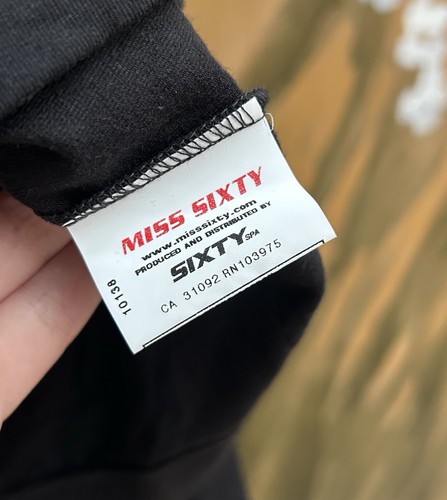 MISS SIXTY
www.misssixty.com
PRODUCED AND DISTRIBUTED BY
SIXTY SPA
CA 31092 RN103975
10138